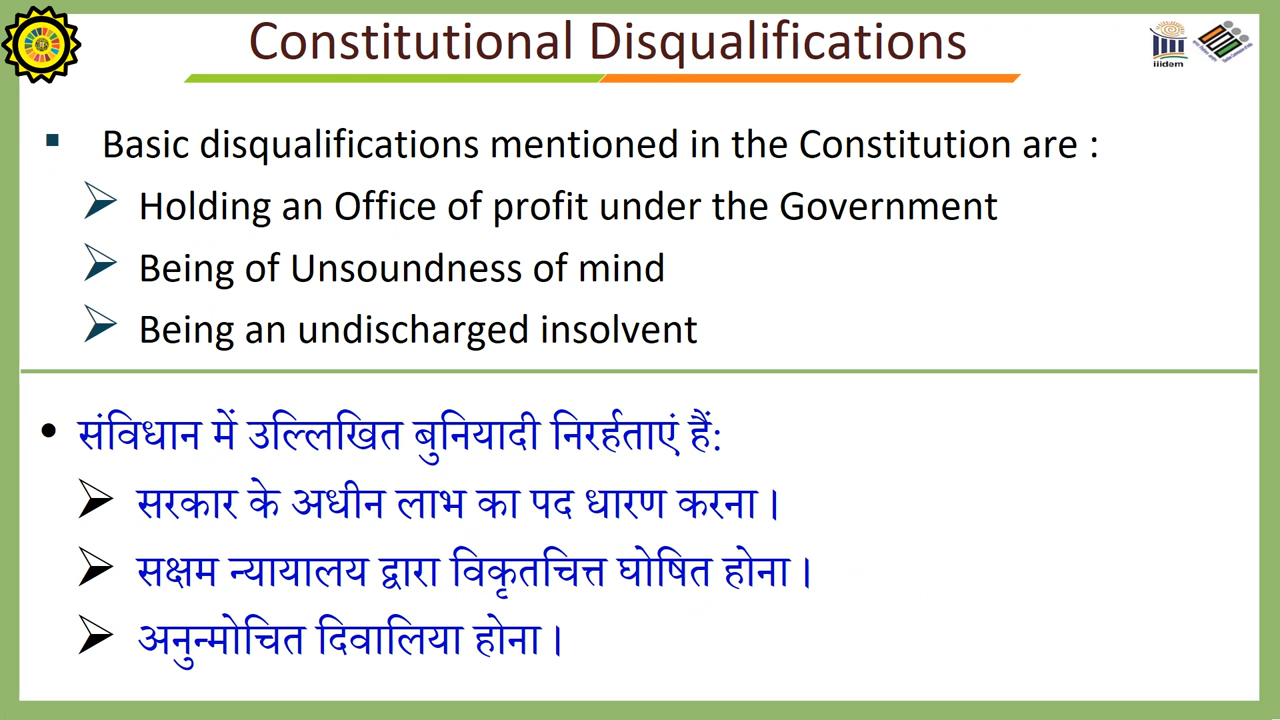 Constitutional Disqualifications
iiidem
Basic disqualifications mentioned in the Constitution are :
Holding an Office of profit under the Government
Being of Unsoundness of mind
Being an undischarged insolvent
संविधान में उल्लिखित बुनियादी निरर्हताएं हैं:
सरकार के अधीन लाभ का पद धारण करना।
सक्षम न्यायालय द्वारा विकृतचित्त घोषित होना।
अनुन्मोचित दिवालिया होना।